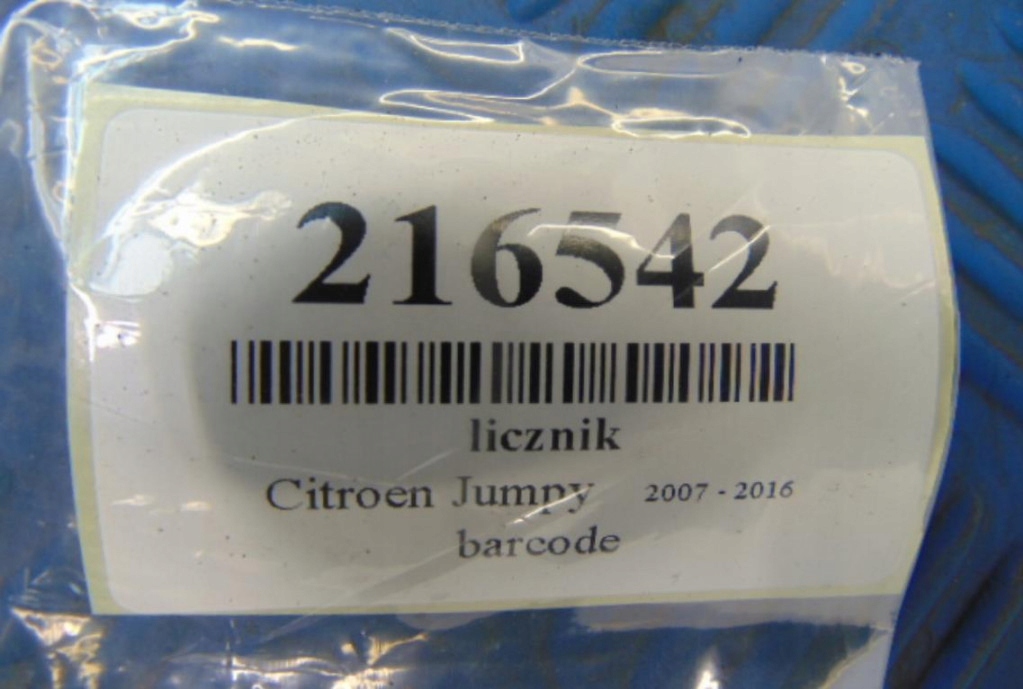 216542
licznik
Citroen Jumpy 2007 - 2016
barcode